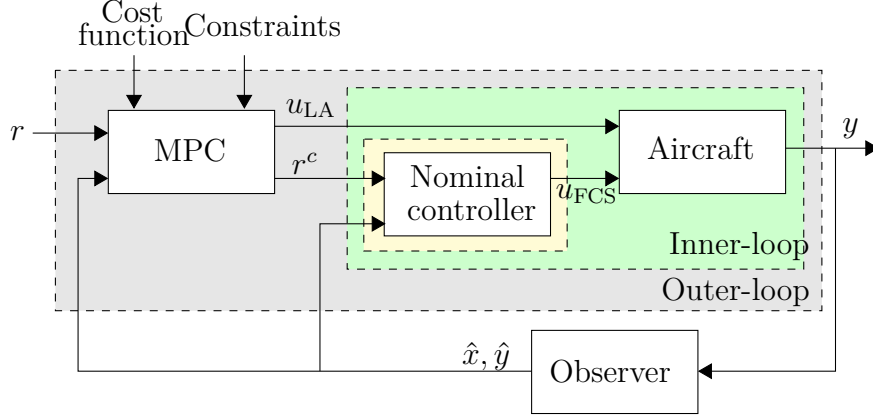 Cost
function
Constraints
r
MPC
u_LA
r^c
Nominal
controller
u_FCS
Aircraft
y
Inner-loop
Outer-loop
x̂, ŷ
Observer